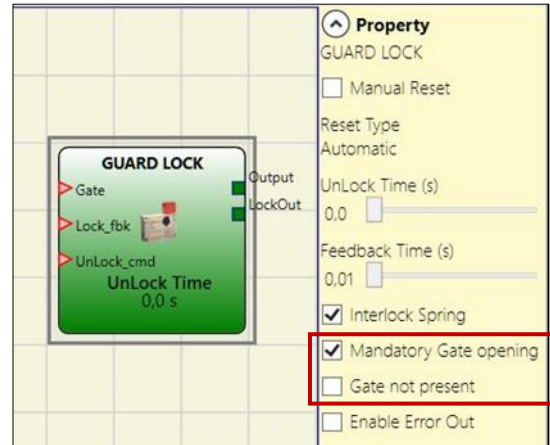 Property
GUARD LOCK
Manual Reset
Reset Type
Automatic
UnLock Time (s)
0,0
Feedback Time (s)
0,01
Interlock Spring
Mandatory Gate opening
Gate not present
Enable Error Out
GUARD LOCK
Gate
Output
LockOut
Lock_fbk
UnLock_cmd
UnLock Time
0,0 s